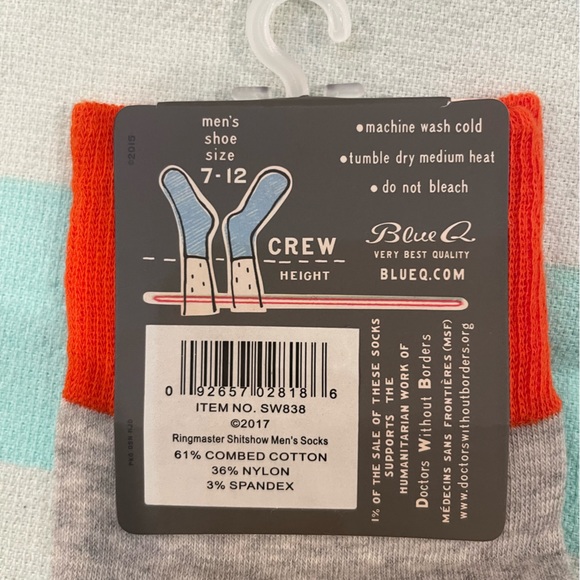 ©2015
men's
shoe
size
7-12
• machine wash cold
• tumble dry medium heat
• do not bleach
CREW
HEIGHT
Blue Q
VERY BEST QUALITY
BLUEQ.COM
0 92657 02818 6
ITEM NO. SW838
©2017
Ringmaster Shitshow Men's Socks
61% COMBED COTTON
36% NYLON
3% SPANDEX
1% OF THE SALE OF THESE SOCKS
SUPPORTS THE
HUMANITARIAN WORK OF
Doctors Without Borders
MÉDECINS SANS FRONTIÈRES (MSF)
www.doctorswithoutborders.org